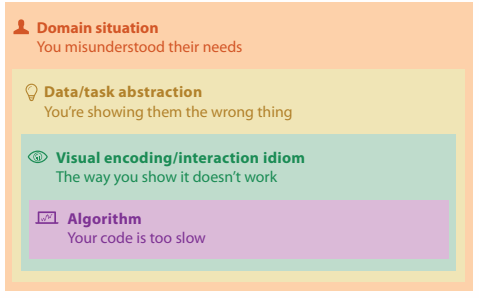 Domain situation
You misunderstood their needs
Data/task abstraction
You're showing them the wrong thing
Visual encoding/interaction idiom
The way you show it doesn't work
Algorithm
Your code is too slow